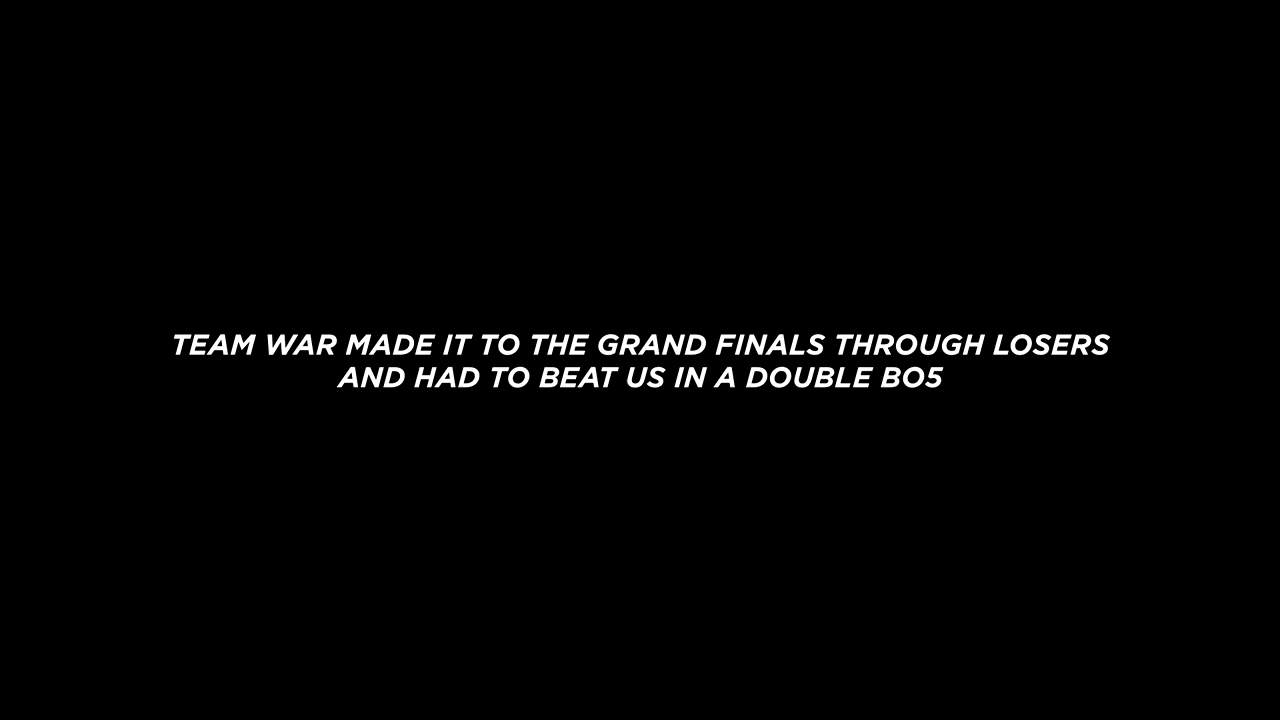 TEAM WAR MADE IT TO THE GRAND FINALS THROUGH LOSERS
AND HAD TO BEAT US IN A DOUBLE BO5